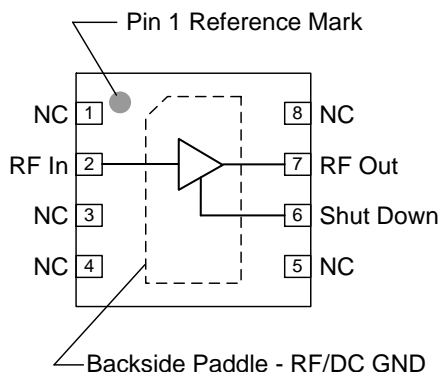 Pin 1 Reference Mark
NC 1 8 NC
RF In 2 7 RF Out
NC 3 6 Shut Down
NC 4 5 NC
Backside Paddle - RF/DC GND